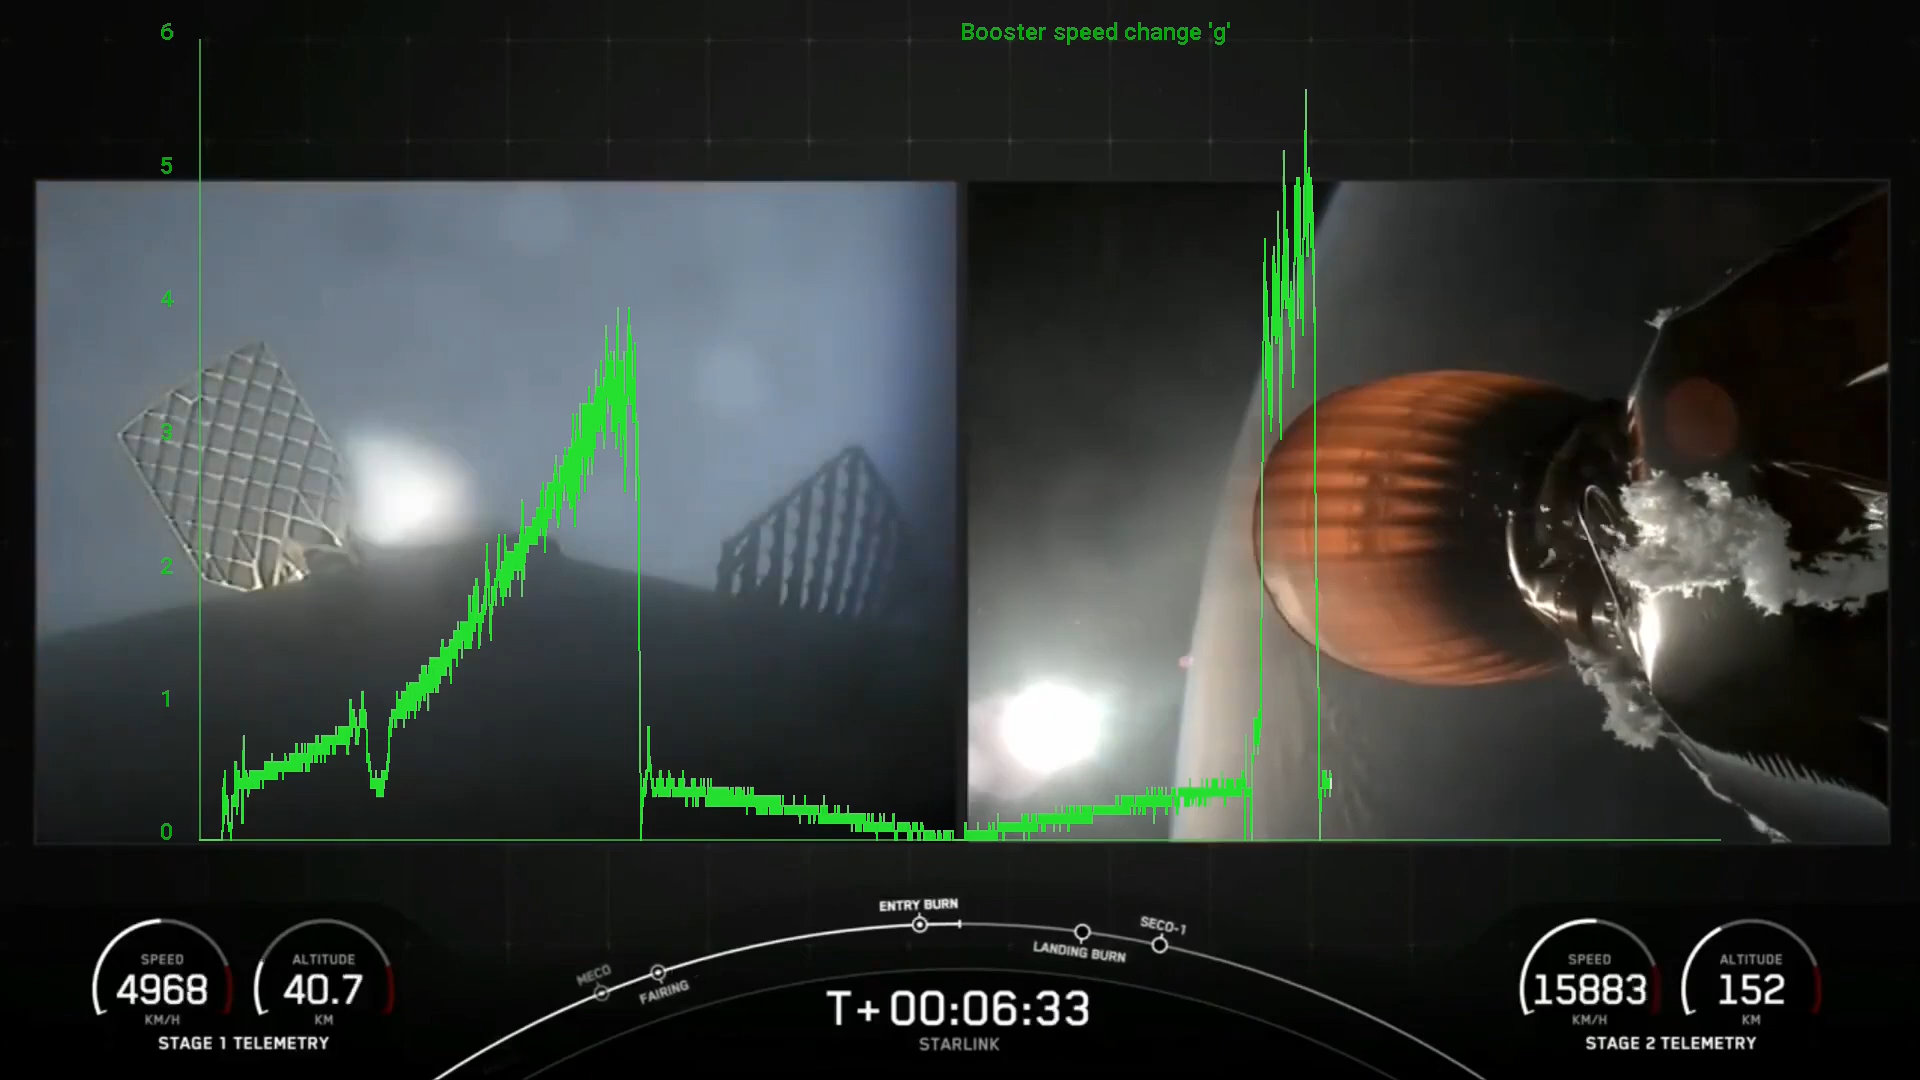 Booster speed change 'g'
6
5
4
3
2
1
0
ENTRY BURN
MECO
FAIRING
LANDING BURN
SECO-1
SPEED
4968
KM/H
ALTITUDE
40.7
KM
STAGE 1 TELEMETRY
T+00:06:33
STARLINK
SPEED
15883
KM/H
ALTITUDE
152
KM
STAGE 2 TELEMETRY